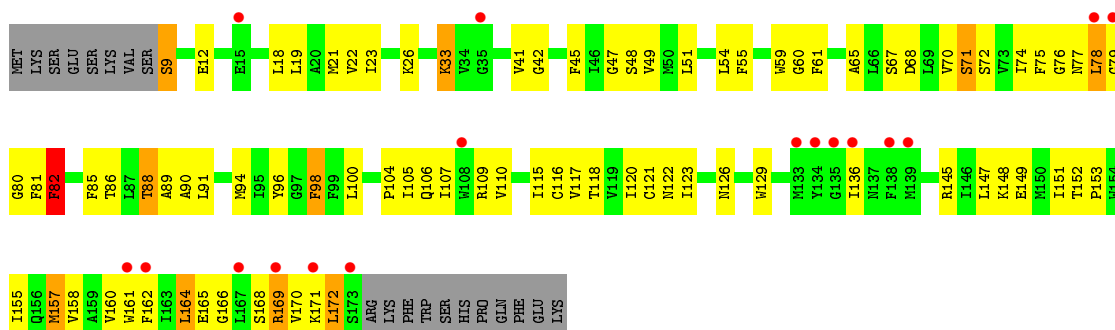 MET LYS SER GLU SER LYS VAL SER S9 E12 E15 L18 L19 A20 M21 V22 I23 K26 K33 V34 G35 V41 G42 F45 I46 G47 S48 V49 M50 L51 L54 F55 W59 G60 F61 A65 L66 S67 D68 L69 V70 S71 S72 V73 I74 F75 G76 N77 L78
G80 F81 F82 F85 T86 L87 T88 A89 A90 L91 M94 I95 Y96 G97 F98 F99 L100 P104 I105 Q106 I107 W108 R109 V110 I115 C116 V117 T118 V119 I120 C121 N122 I123 N126 W129 M133 Y134 G135 I136 N137 F138 M139 R145 I146 L147 K148 E149 M150 I151 T152 P153 W154
I155 Q156 M157 V158 A159 V160 W161 F162 I163 L164 E165 G166 L167 S168 R169 V170 K171 L172 S173 ARG LYS PHE TRP SER HIS PRO GLN PHE GLU LYS